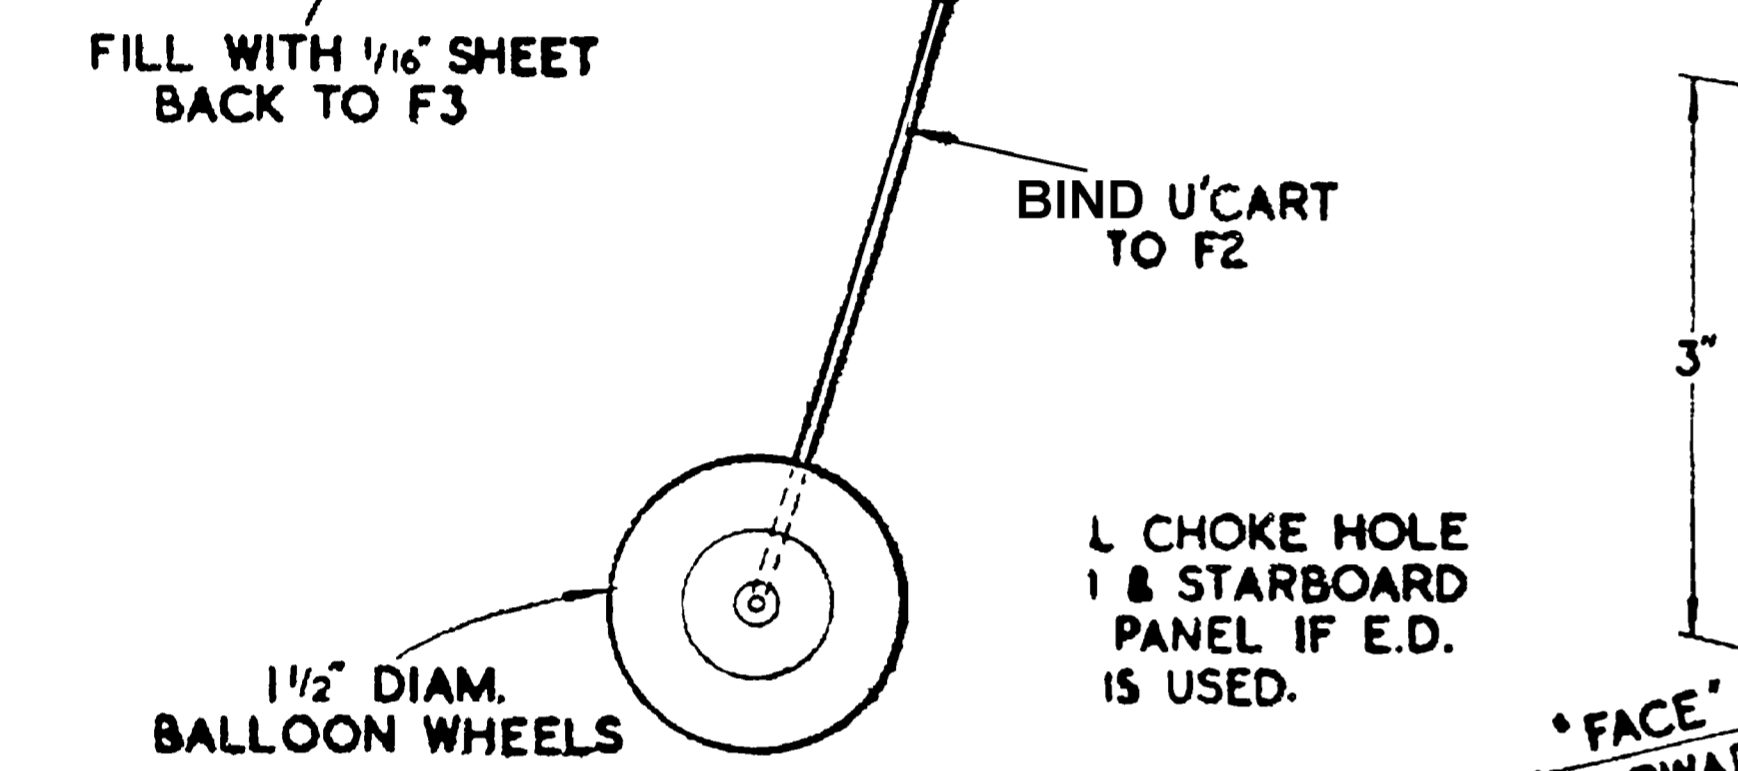 FILL WITH 1/16" SHEET
BACK TO F3
BIND U'CART
TO F2
3"
CHOKE HOLE
& STARBOARD
PANEL IF E.D.
IS USED.
1 1/2" DIAM.
BALLOON WHEELS
"FACE"